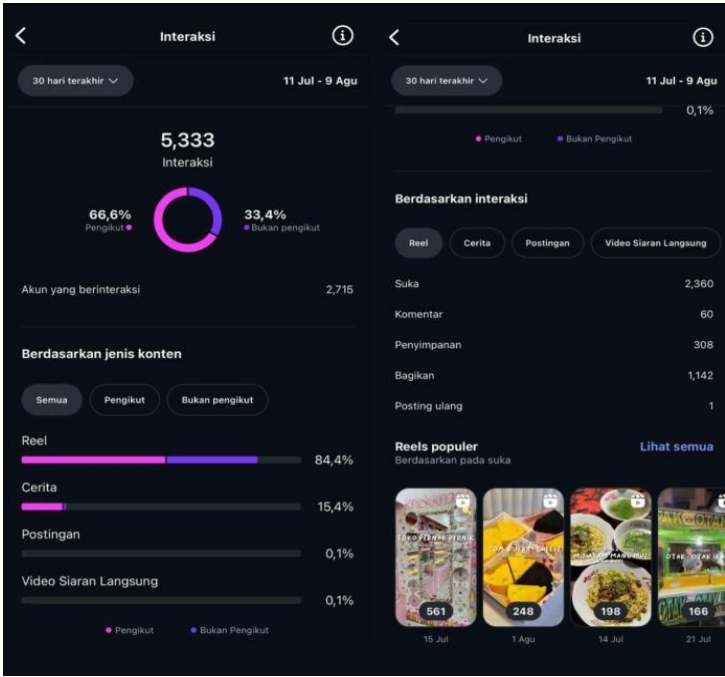 Interaksi
30 hari terakhir
11 Jul - 9 Agu
5,333
Interaksi
66,6%
Pengikut
33,4%
Bukan pengikut
Akun yang berinteraksi 2,715
Berdasarkan jenis konten
Semua Pengikut Bukan pengikut
Reel
84,4%
Cerita
15,4%
Postingan
0,1%
Video Siaran Langsung
0,1%
Pengikut Bukan Pengikut
Interaksi
30 hari terakhir
11 Jul - 9 Agu
0,1%
Pengikut Bukan Pengikut
Berdasarkan interaksi
Reel Cerita Postingan Video Siaran Langsung
Suka 2,360
Komentar 60
Penyimpanan 308
Bagikan 1,142
Posting ulang 1
Reels populer Lihat semua
Berdasarkan pada suka
561 248 198 166
15 Jul 1 Agu 14 Jul 21 Jul